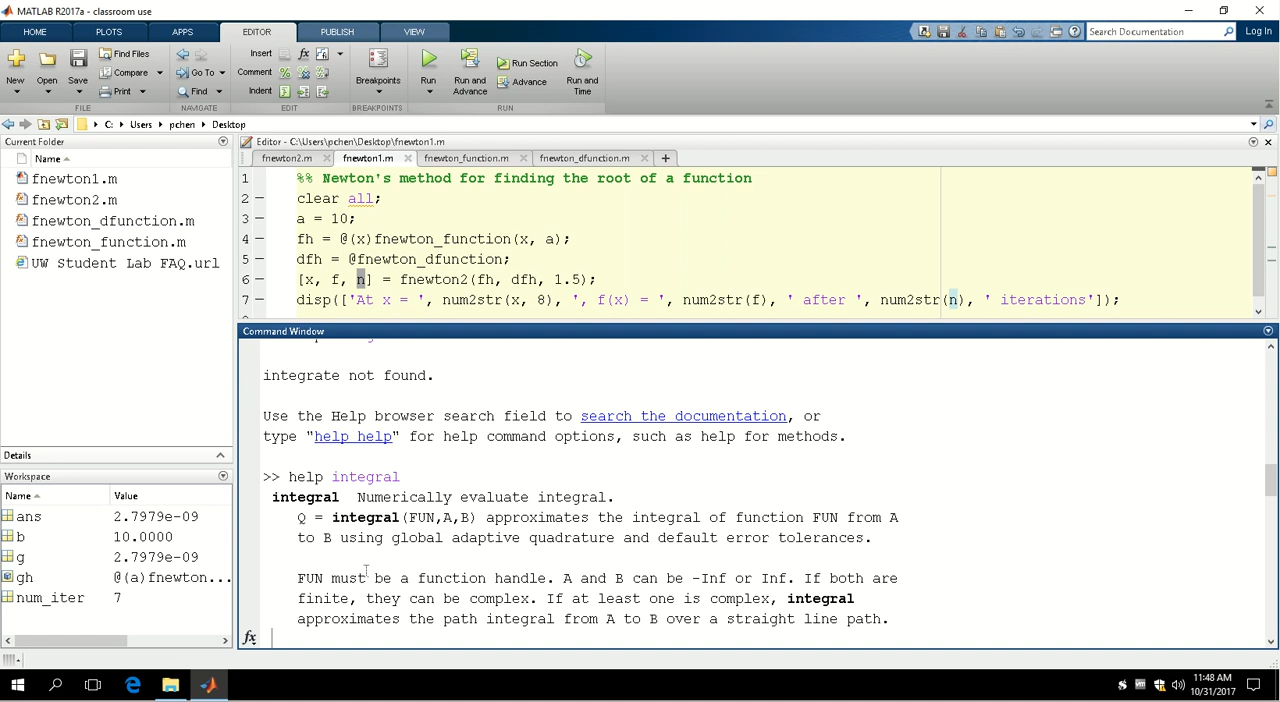 MATLAB R2017a - classroom use
HOME PLOTS APPS EDITOR PUBLISH VIEW
Search Documentation Log In
New Open Save Find Files Compare Print
Go To Find
Insert fx
Comment
Indent
Breakpoints
Run Run and Advance Run Section Advance Run and Time
FILE NAVIGATE EDIT BREAKPOINTS RUN
C: Users pchen Desktop
Current Folder
Name
fnewton1.m
fnewton2.m
fnewton_dfunction.m
fnewton_function.m
UW Student Lab FAQ.url
Details
Workspace
Name Value
ans 2.7979e-09
b 10.0000
g 2.7979e-09
gh @(a)fnewton...
num_iter 7
Editor - C:\Users\pchen\Desktop\fnewton1.m
fnewton2.m fnewton1.m fnewton_function.m fnewton_dfunction.m
1 %% Newton's method for finding the root of a function
2 clear all;
3 a = 10;
4 fh = @(x)fnewton_function(x, a);
5 dfh = @fnewton_dfunction;
6 [x, f, n] = fnewton2(fh, dfh, 1.5);
7 disp(['At x = ', num2str(x, 8), ', f(x) = ', num2str(f), ' after ', num2str(n), ' iterations']);
Command Window
integrate not found.
Use the Help browser search field to search the documentation, or
type "help help" for help command options, such as help for methods.
>> help integral
integral Numerically evaluate integral.
Q = integral(FUN,A,B) approximates the integral of function FUN from A
to B using global adaptive quadrature and default error tolerances.
FUN must be a function handle. A and B can be -Inf or Inf. If both are
finite, they can be complex. If at least one is complex, integral
approximates the path integral from A to B over a straight line path.
fx
11:48 AM
10/31/2017